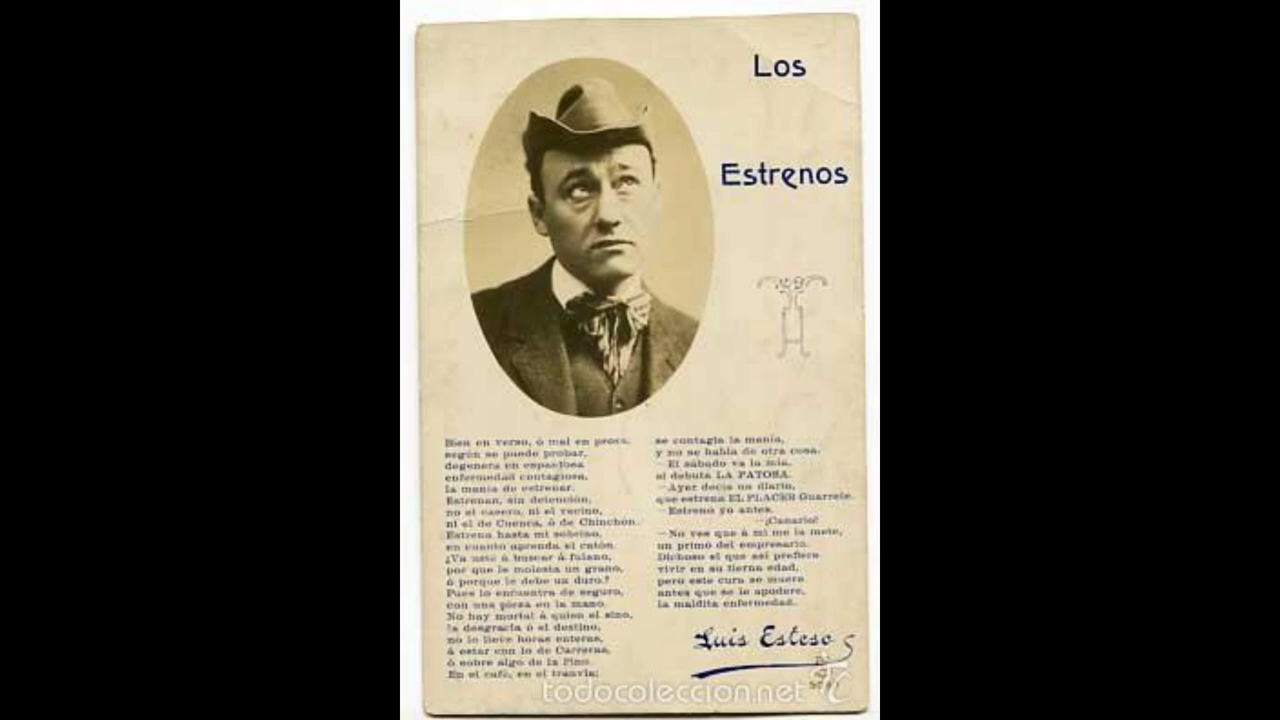 Los
Estrenos
Bien en verso, ó mal en prosa,
según se puede probar,
degenera en espantosa
enfermedad contagiosa,
la manía de estrenar.
Estrenan, sin detención,
no el casero, ni el vecino,
ni el de Cuenca, ó de Chinchón.
Estrena hasta mi sobrino,
en cuanto aprenda el catón.
¿Va usté á buscar á fulano,
por que le molesta un grano,
ó porque le debe un duro?
Pues lo encuentra de seguro,
con una pieza en la mano.
No hay mortal á quien el sino,
la desgracia ó el destino,
no le lleve horas enteras,
á estar con lo de Carreras,
ó sobre algo de la Pino.
En el café, en el tranvía;
se contagia la manía,
y no se habla de otra cosa.
—El sábado va la mía.
si debuta LA PATOSA.
—Ayer decía un diario,
que estrena EL PLACER Guarrete.
—Estreno yo antes.
—¡Canario!
—No ves que á mi me la mete,
un primo del empresario.
Dichoso el que así prefiere
vivir en su tierna edad,
pero este cura se muere
antes que se le apodere,
la maldita enfermedad.
Luis Esteso
todocoleccion.net